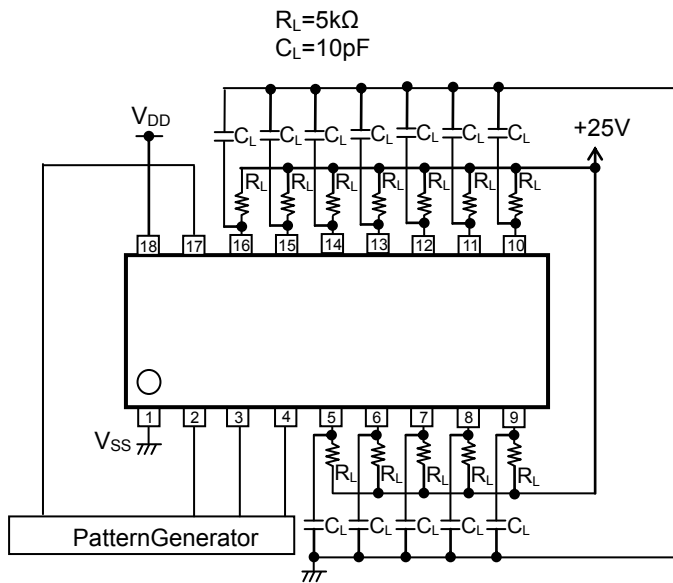 RL=5kΩ
CL=10pF
VDD
CL CL CL CL CL CL CL
+25V
RL RL RL RL RL RL RL
18 17 16 15 14 13 12 11 10
1 2 3 4 5 6 7 8 9
VSS
RL RL RL RL RL
CL CL CL CL CL
PatternGenerator